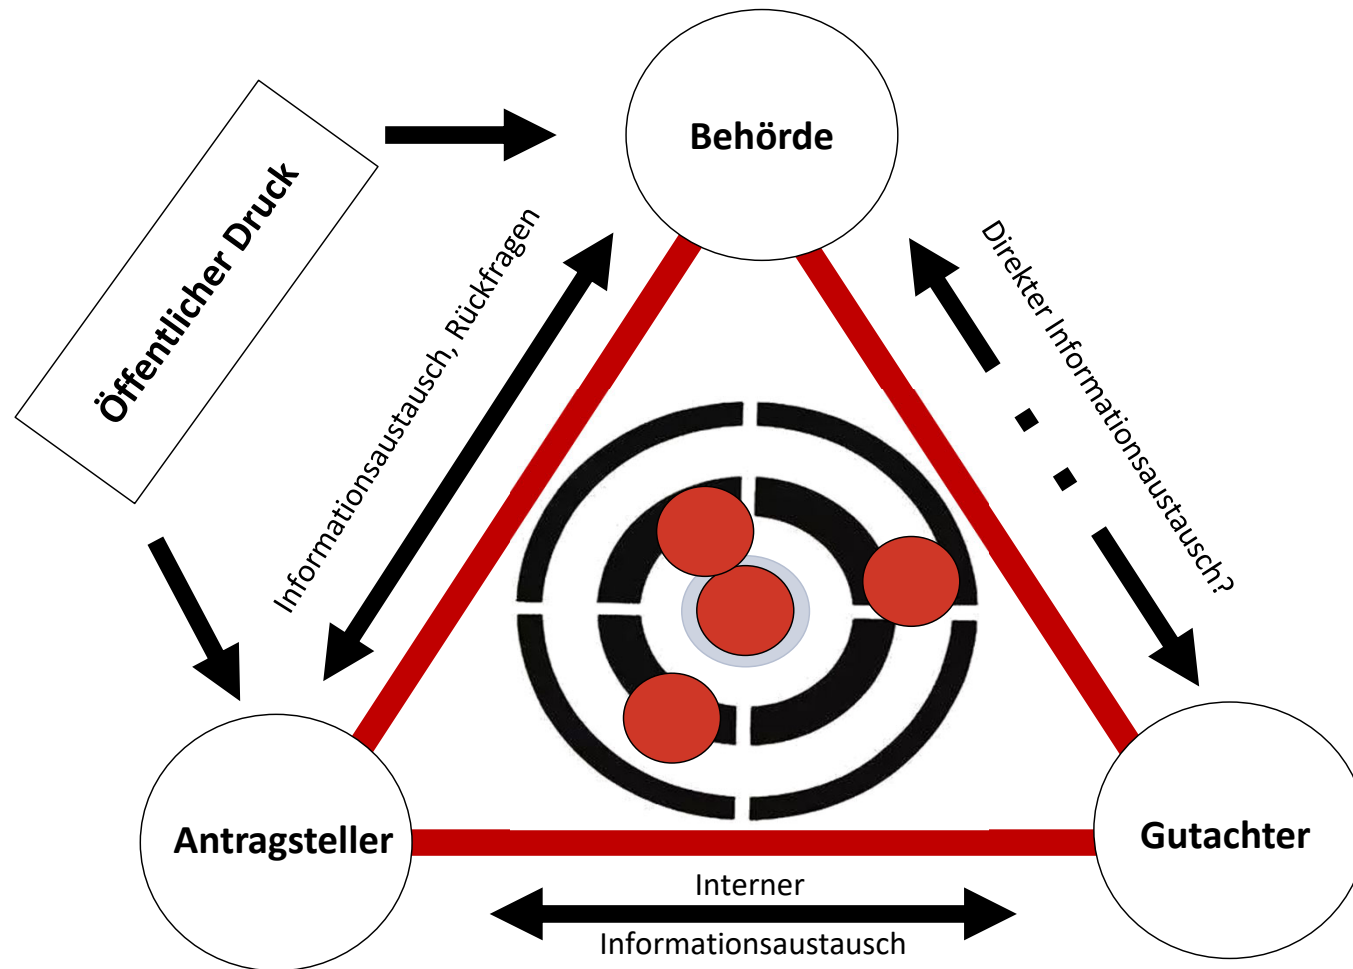 Behörde
Öffentlicher Druck
Informationsaustausch, Rückfragen
Direkter Informationsaustausch?
Antragsteller
Gutachter
Interner
Informationsaustausch